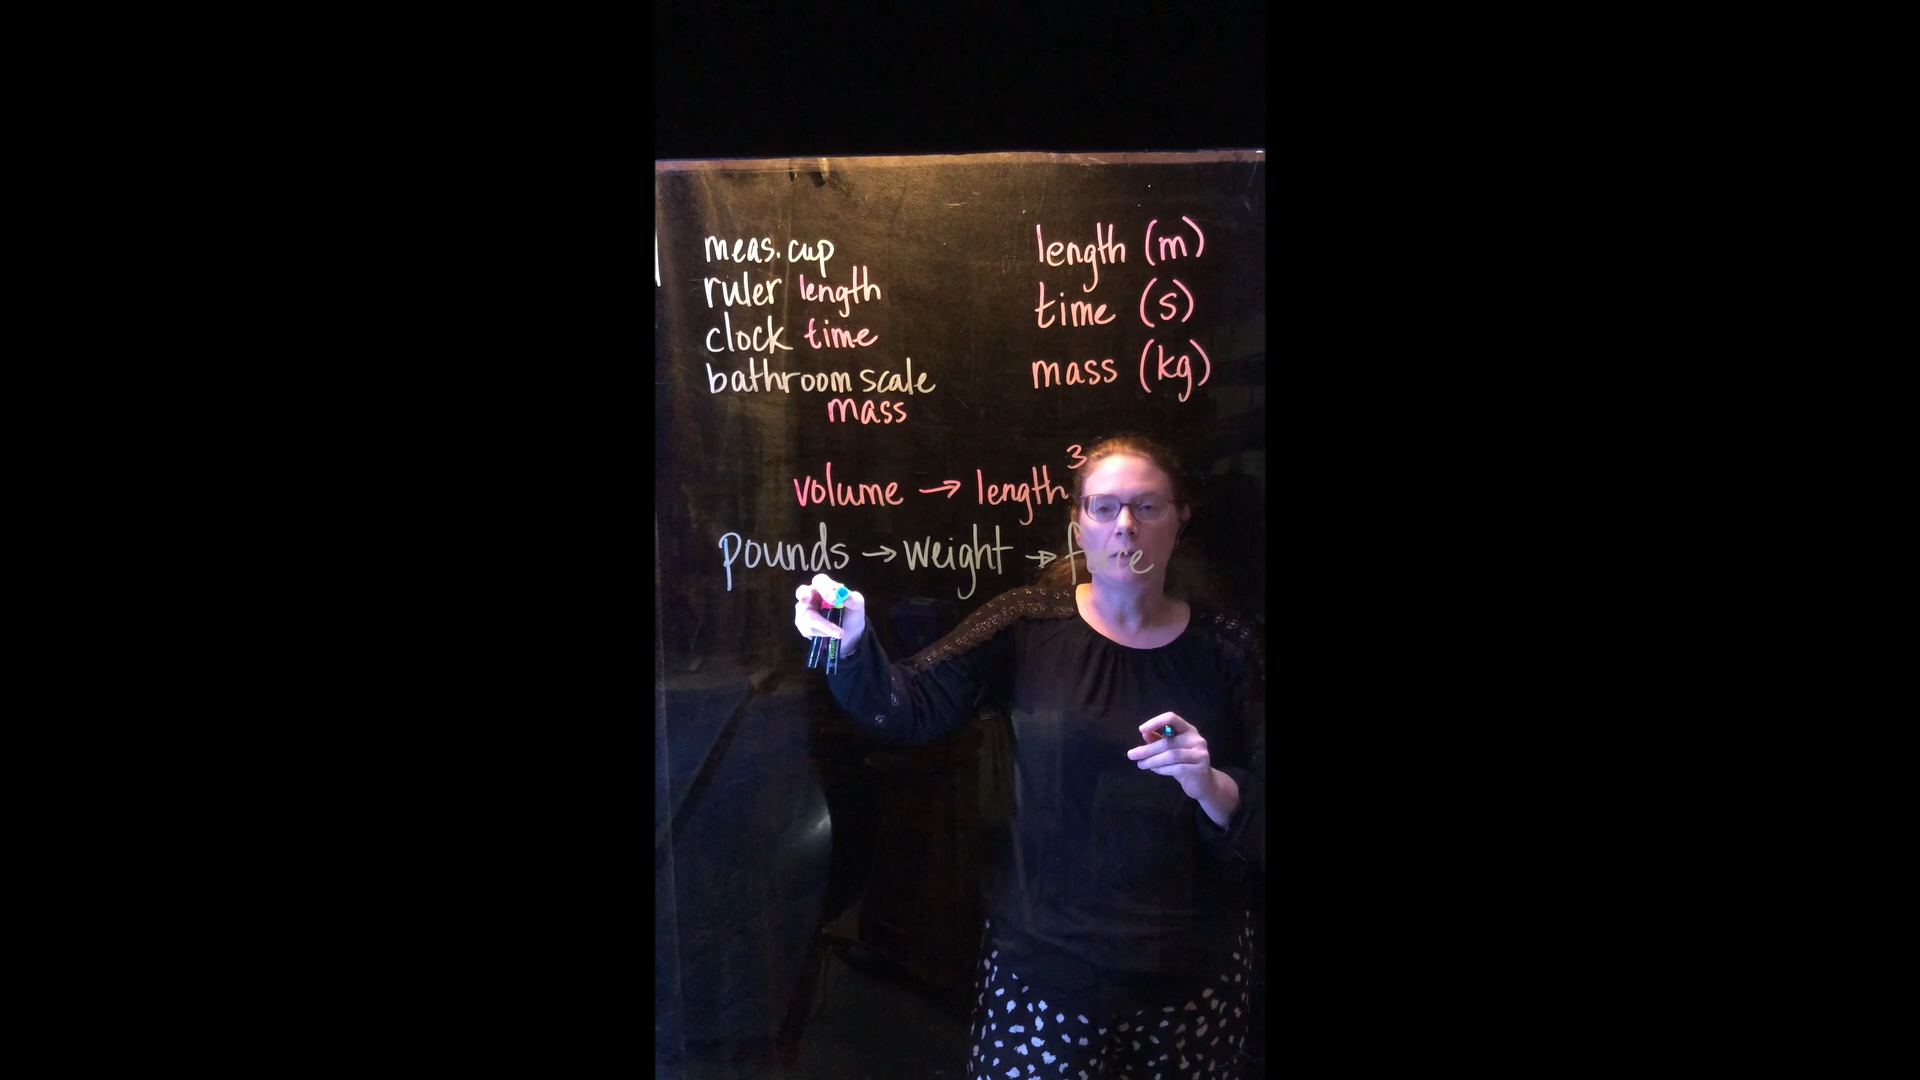 meas. cup
ruler length
clock time
bathroom scale
mass
length (m)
time (s)
mass (kg)
volume → length³
pounds → weight → force